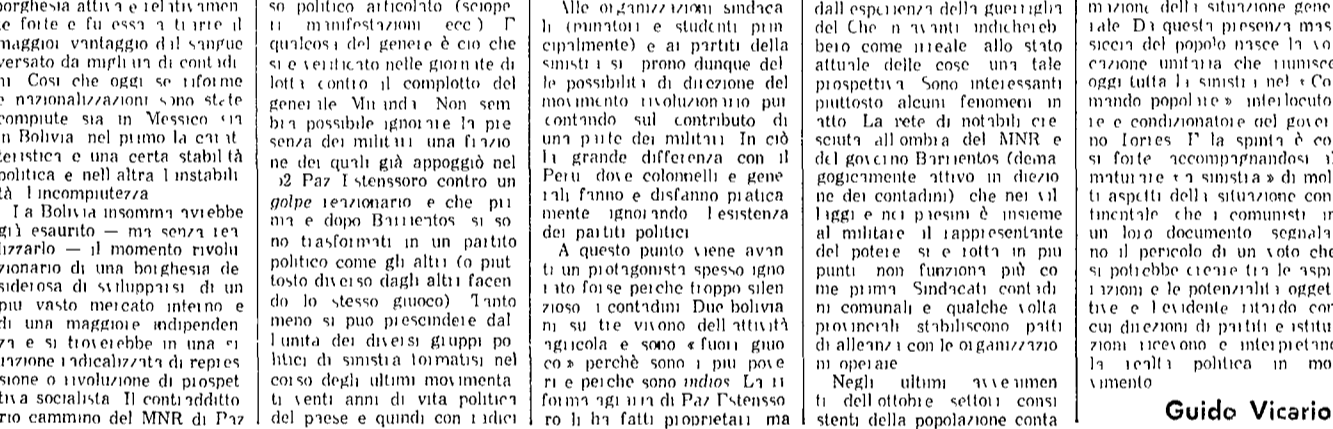 borghesia attiva e relativamen
te forte e fu essa a trarre il
maggior vantaggio dal sangue
versato da migliaia di contadi
ni Così che oggi se riforme
e nazionalizzazioni sono state
compiute sia in Messico sia
in Bolivia nel primo la carat
teristica e una certa stabilità
politica e nell altra l instabili
tà l incompiutezza
La Bolivia insomma avrebbe
già esaurito — ma senza rea
lizzarlo — il momento rivolu
zionario di una borghesia de
siderosa di svilupparsi di un
piu vasto mercato interno e
di una maggiore indipenden
za e si troverebbe in una si
tuazione radicalizzata di repres
sione o rivoluzione di prospet
tiva socialista Il contradditto
rio cammino del MNR di Paz
so politico articolato (sciope
ri manifestazioni ecc ) E
qualcosa del genere è ciò che
si e verificato nelle giornate di
lotta contro il complotto del
generale Miranda Non sem
bra possibile ignorare la pre
senza dei militari una frazio
ne dei quali già appoggiò nel
52 Paz Estenssoro contro un
golpe reazionario e che pri
ma e dopo Barrientos si so
no trasformati in un partito
politico come gli altri (o piut
tosto diverso dagli altri facen
do lo stesso giuoco) Tanto
meno si puo prescindere dal
l unità dei diversi gruppi po
litici di sinistra formatisi nel
corso degli ultimi movimenta
ti venti anni di vita politica
del paese e quindi con radici
Alle organizzazioni sindaca
li (minatori e studenti prin
cipalmente) e ai partiti della
sinistra si prono dunque del
le possibilità di direzione del
movimento rivoluzionario pur
contando sul contributo di
una parte dei militari In ciò
la grande differenza con il
Perù dove colonnelli e gene
rali fanno e disfanno pratica
mente ignorando l esistenza
dei partiti politici
A questo punto viene avan
ti un protagonista spesso igno
rato forse perche troppo silen
zioso i contadini Due bolivia
ni su tre vivono dell attività
agricola e sono « fuori giuo
co » perchè sono i piu pove
ri e perche sono indios La ri
forma agraria di Paz Estensso
ro li ha fatti proprietari ma
dall esperienza della guerriglia
del Che n avanti indichereb
bero come irreale allo stato
attuale delle cose una tale
prospettiva Sono interessanti
piuttosto alcuni fenomeni in
atto La rete di notabili cre
sciuta all ombra del MNR e
del governo Barrientos (dema
gogicamente attivo in direzio
ne dei contadini) che nei vil
laggi e nei paesini è insieme
al militare il rappresentante
del potere si e rotta in piu
punti non funziona più co
me prima Sindacati contadi
ni comunali e qualche volta
provinciali stabiliscono patti
di alleanza con le organizzazio
ni operaie
Negli ultimi avvenimen
ti dell ottobre settori consi
stenti della popolazione conta
mazione della situazione gene
rale Da questa presenza mas
siccia del popolo nasce la vo
cazione unitaria che riunisce
oggi tutta la sinistra nel « Co
mando popolare » interlocuto
re e condizionatore del gover
no Torres E la spinta è co
si forte accompagnandosi il
maturare « a sinistra » di mol
ti aspetti della situazione con
tinentale che i comunisti in
un loro documento segnala
no il pericolo di un vuoto che
si potrebbe creare tra le aspi
razioni e le potenzialità ogget
tive e l evidente ritardo con
cui direzioni di partiti e istitu
zioni ricevono e interpretano
la realtà politica in mo
vimento
Guido Vicario